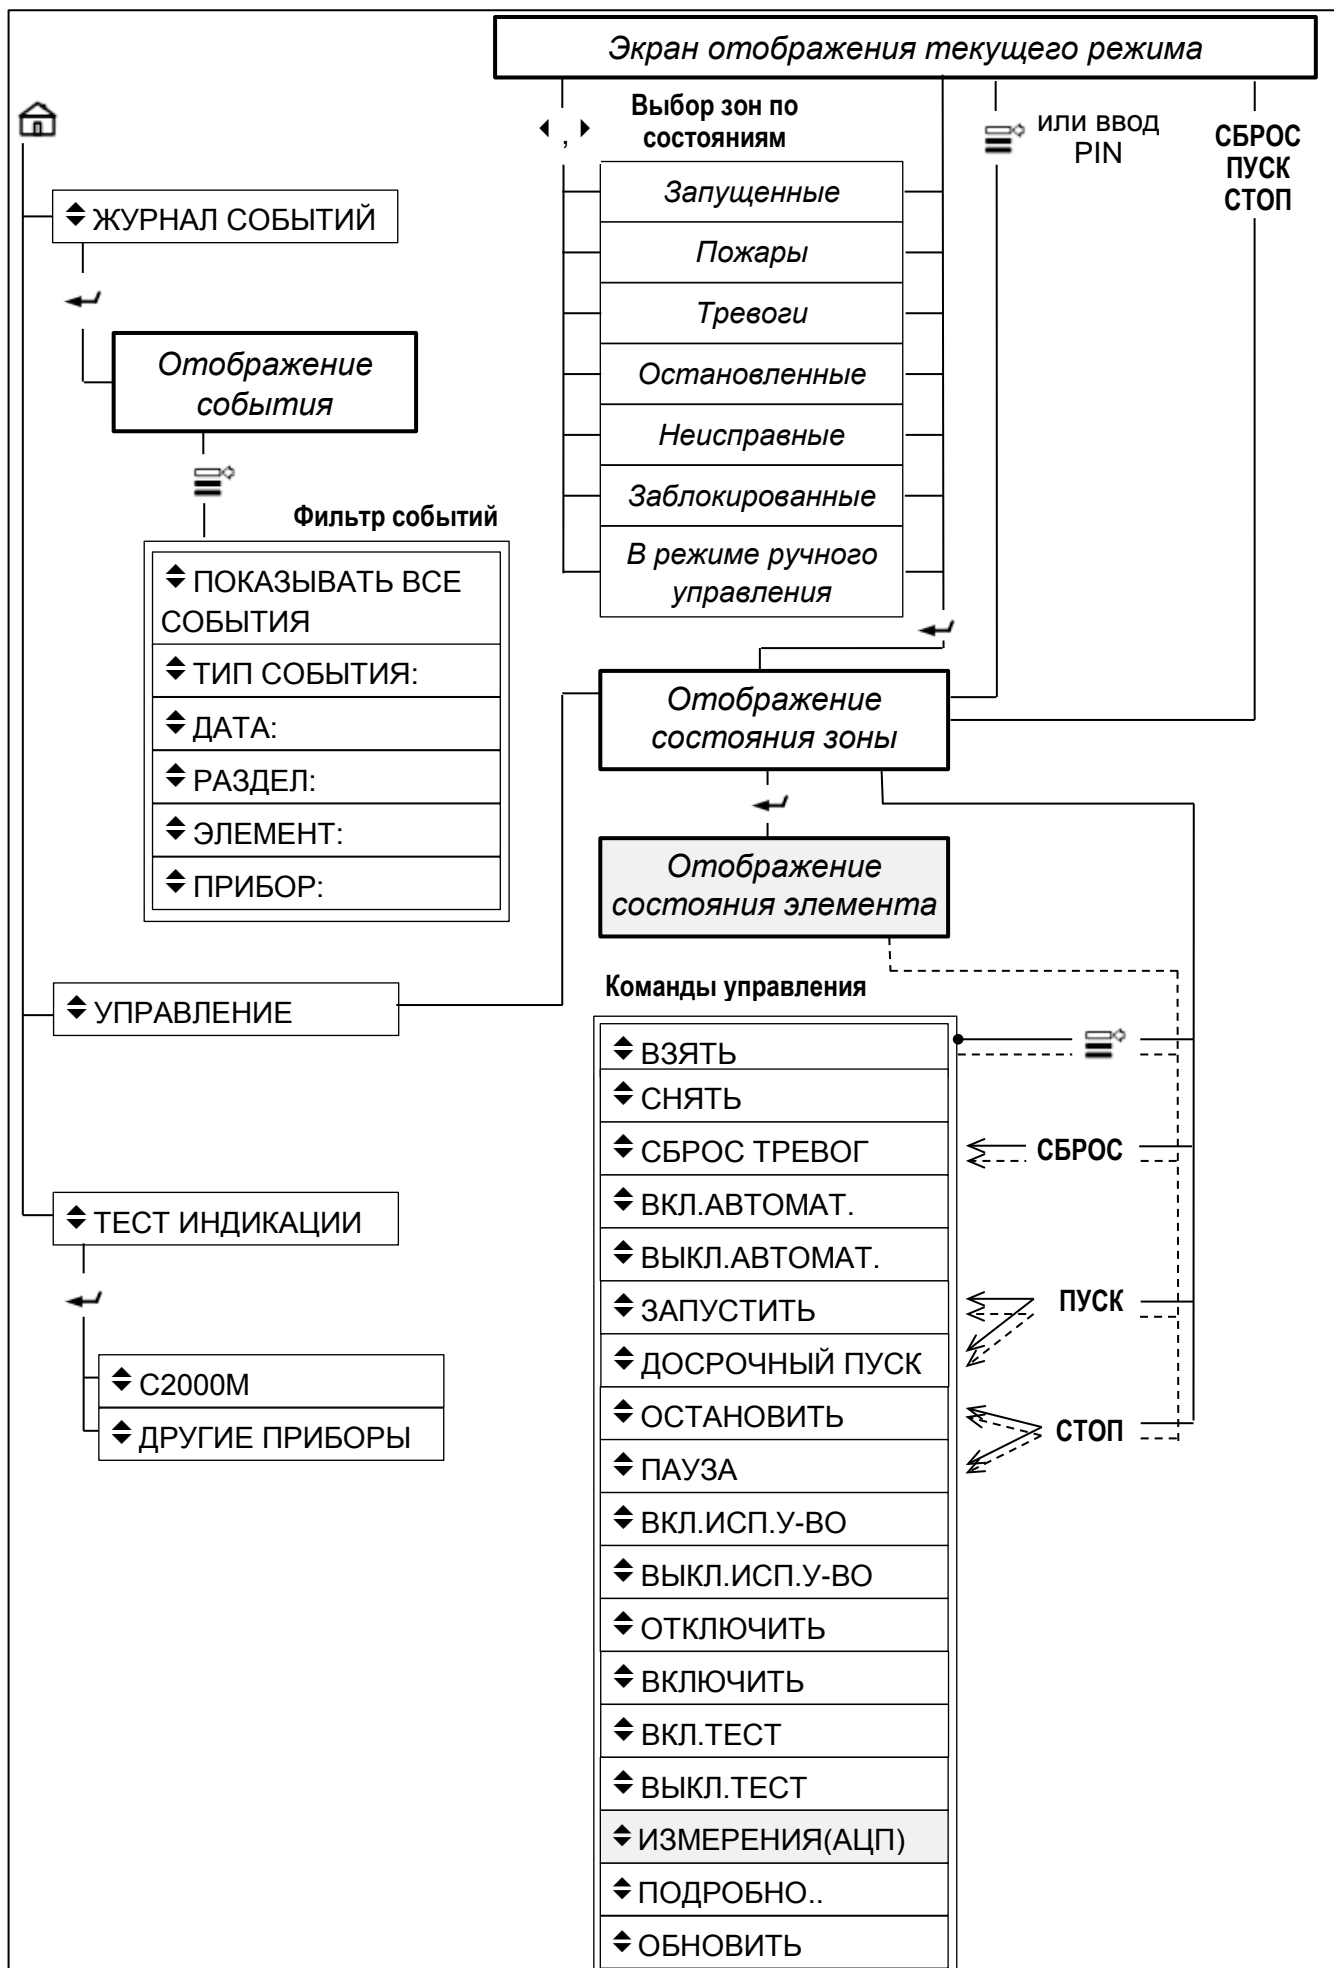 Экран отображения текущего режима
Выбор зон по
состояниям
или ввод
PIN
СБРОС
ПУСК
СТОП
Запущенные
Пожары
Тревоги
Остановленные
Неисправные
Заблокированные
В режиме ручного
управления
ЖУРНАЛ СОБЫТИЙ
Отображение
события
Фильтр событий
ПОКАЗЫВАТЬ ВСЕ
СОБЫТИЯ
ТИП СОБЫТИЯ:
ДАТА:
РАЗДЕЛ:
ЭЛЕМЕНТ:
ПРИБОР:
Отображение
состояния зоны
Отображение
состояния элемента
УПРАВЛЕНИЕ
ТЕСТ ИНДИКАЦИИ
С2000М
ДРУГИЕ ПРИБОРЫ
Команды управления
ВЗЯТЬ
СНЯТЬ
СБРОС ТРЕВОГ
СБРОС
ВКЛ.АВТОМАТ.
ВЫКЛ.АВТОМАТ.
ЗАПУСТИТЬ
ПУСК
ДОСРОЧНЫЙ ПУСК
ОСТАНОВИТЬ
СТОП
ПАУЗА
ВКЛ.ИСП.У-ВО
ВЫКЛ.ИСП.У-ВО
ОТКЛЮЧИТЬ
ВКЛЮЧИТЬ
ВКЛ.ТЕСТ
ВЫКЛ.ТЕСТ
ИЗМЕРЕНИЯ(АЦП)
ПОДРОБНО..
ОБНОВИТЬ